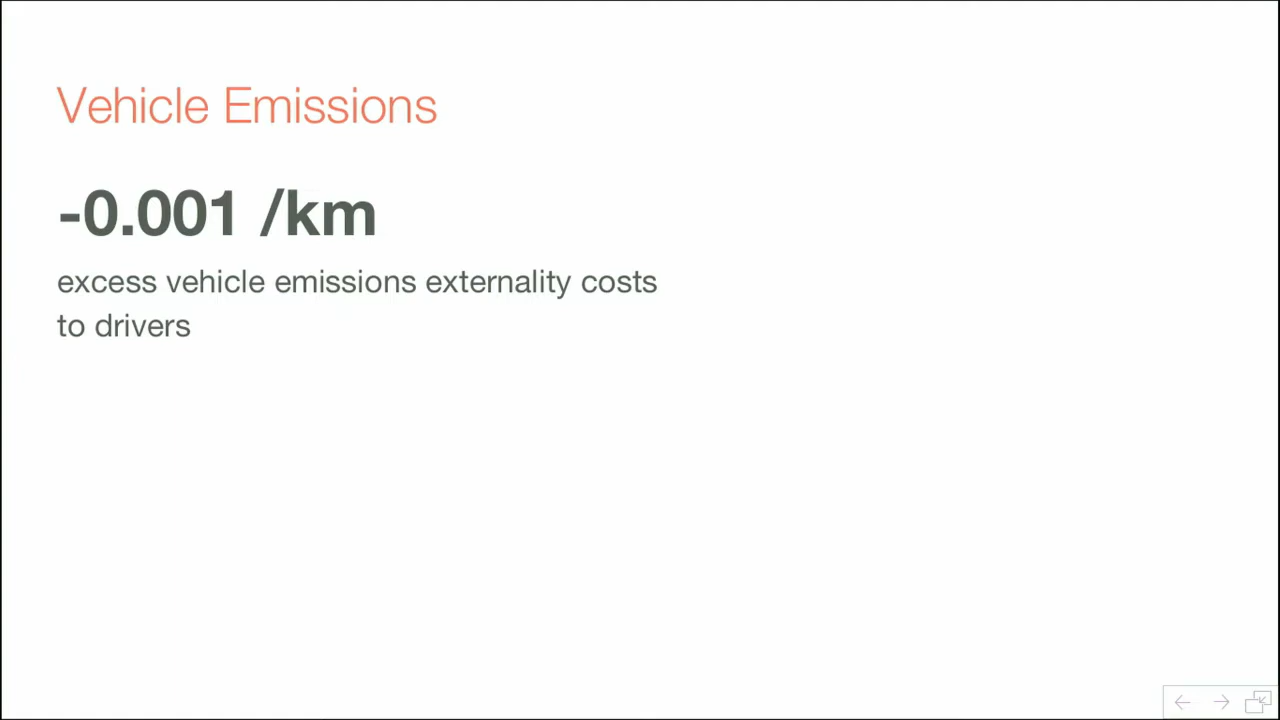 Vehicle Emissions
-0.001 /km
excess vehicle emissions externality costs
to drivers